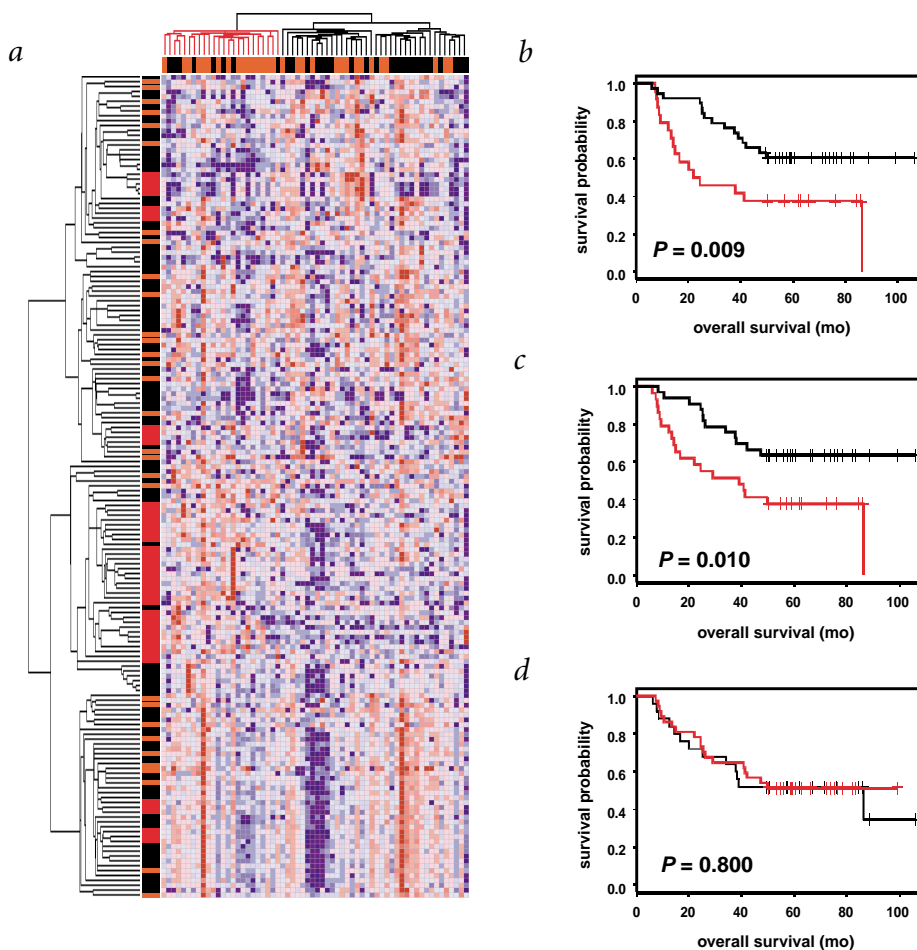 a
b
1.0
0.8
0.6
0.4
0.2
0.0
survival probability
P = 0.009
0 20 40 60 80 100
overall survival (mo)
c
1.0
0.8
0.6
0.4
0.2
0.0
survival probability
P = 0.010
0 20 40 60 80 100
overall survival (mo)
d
1.0
0.8
0.6
0.4
0.2
0.0
survival probability
P = 0.800
0 20 40 60 80 100
overall survival (mo)